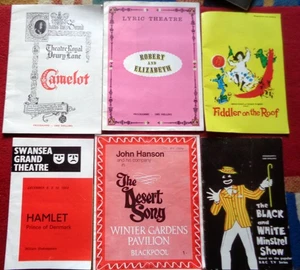 Theatre Royal
Drury Lane
Camelot
LYRIC THEATRE
ROBERT
AND
ELIZABETH
Fiddler on the Roof
SWANSEA
GRAND
THEATRE
HAMLET
Prince of Denmark
John Hanson
The
Desert
Song
WINTER GARDENS
PAVILION
BLACKPOOL
The
BLACK
and
WHITE
Minstrel
Show